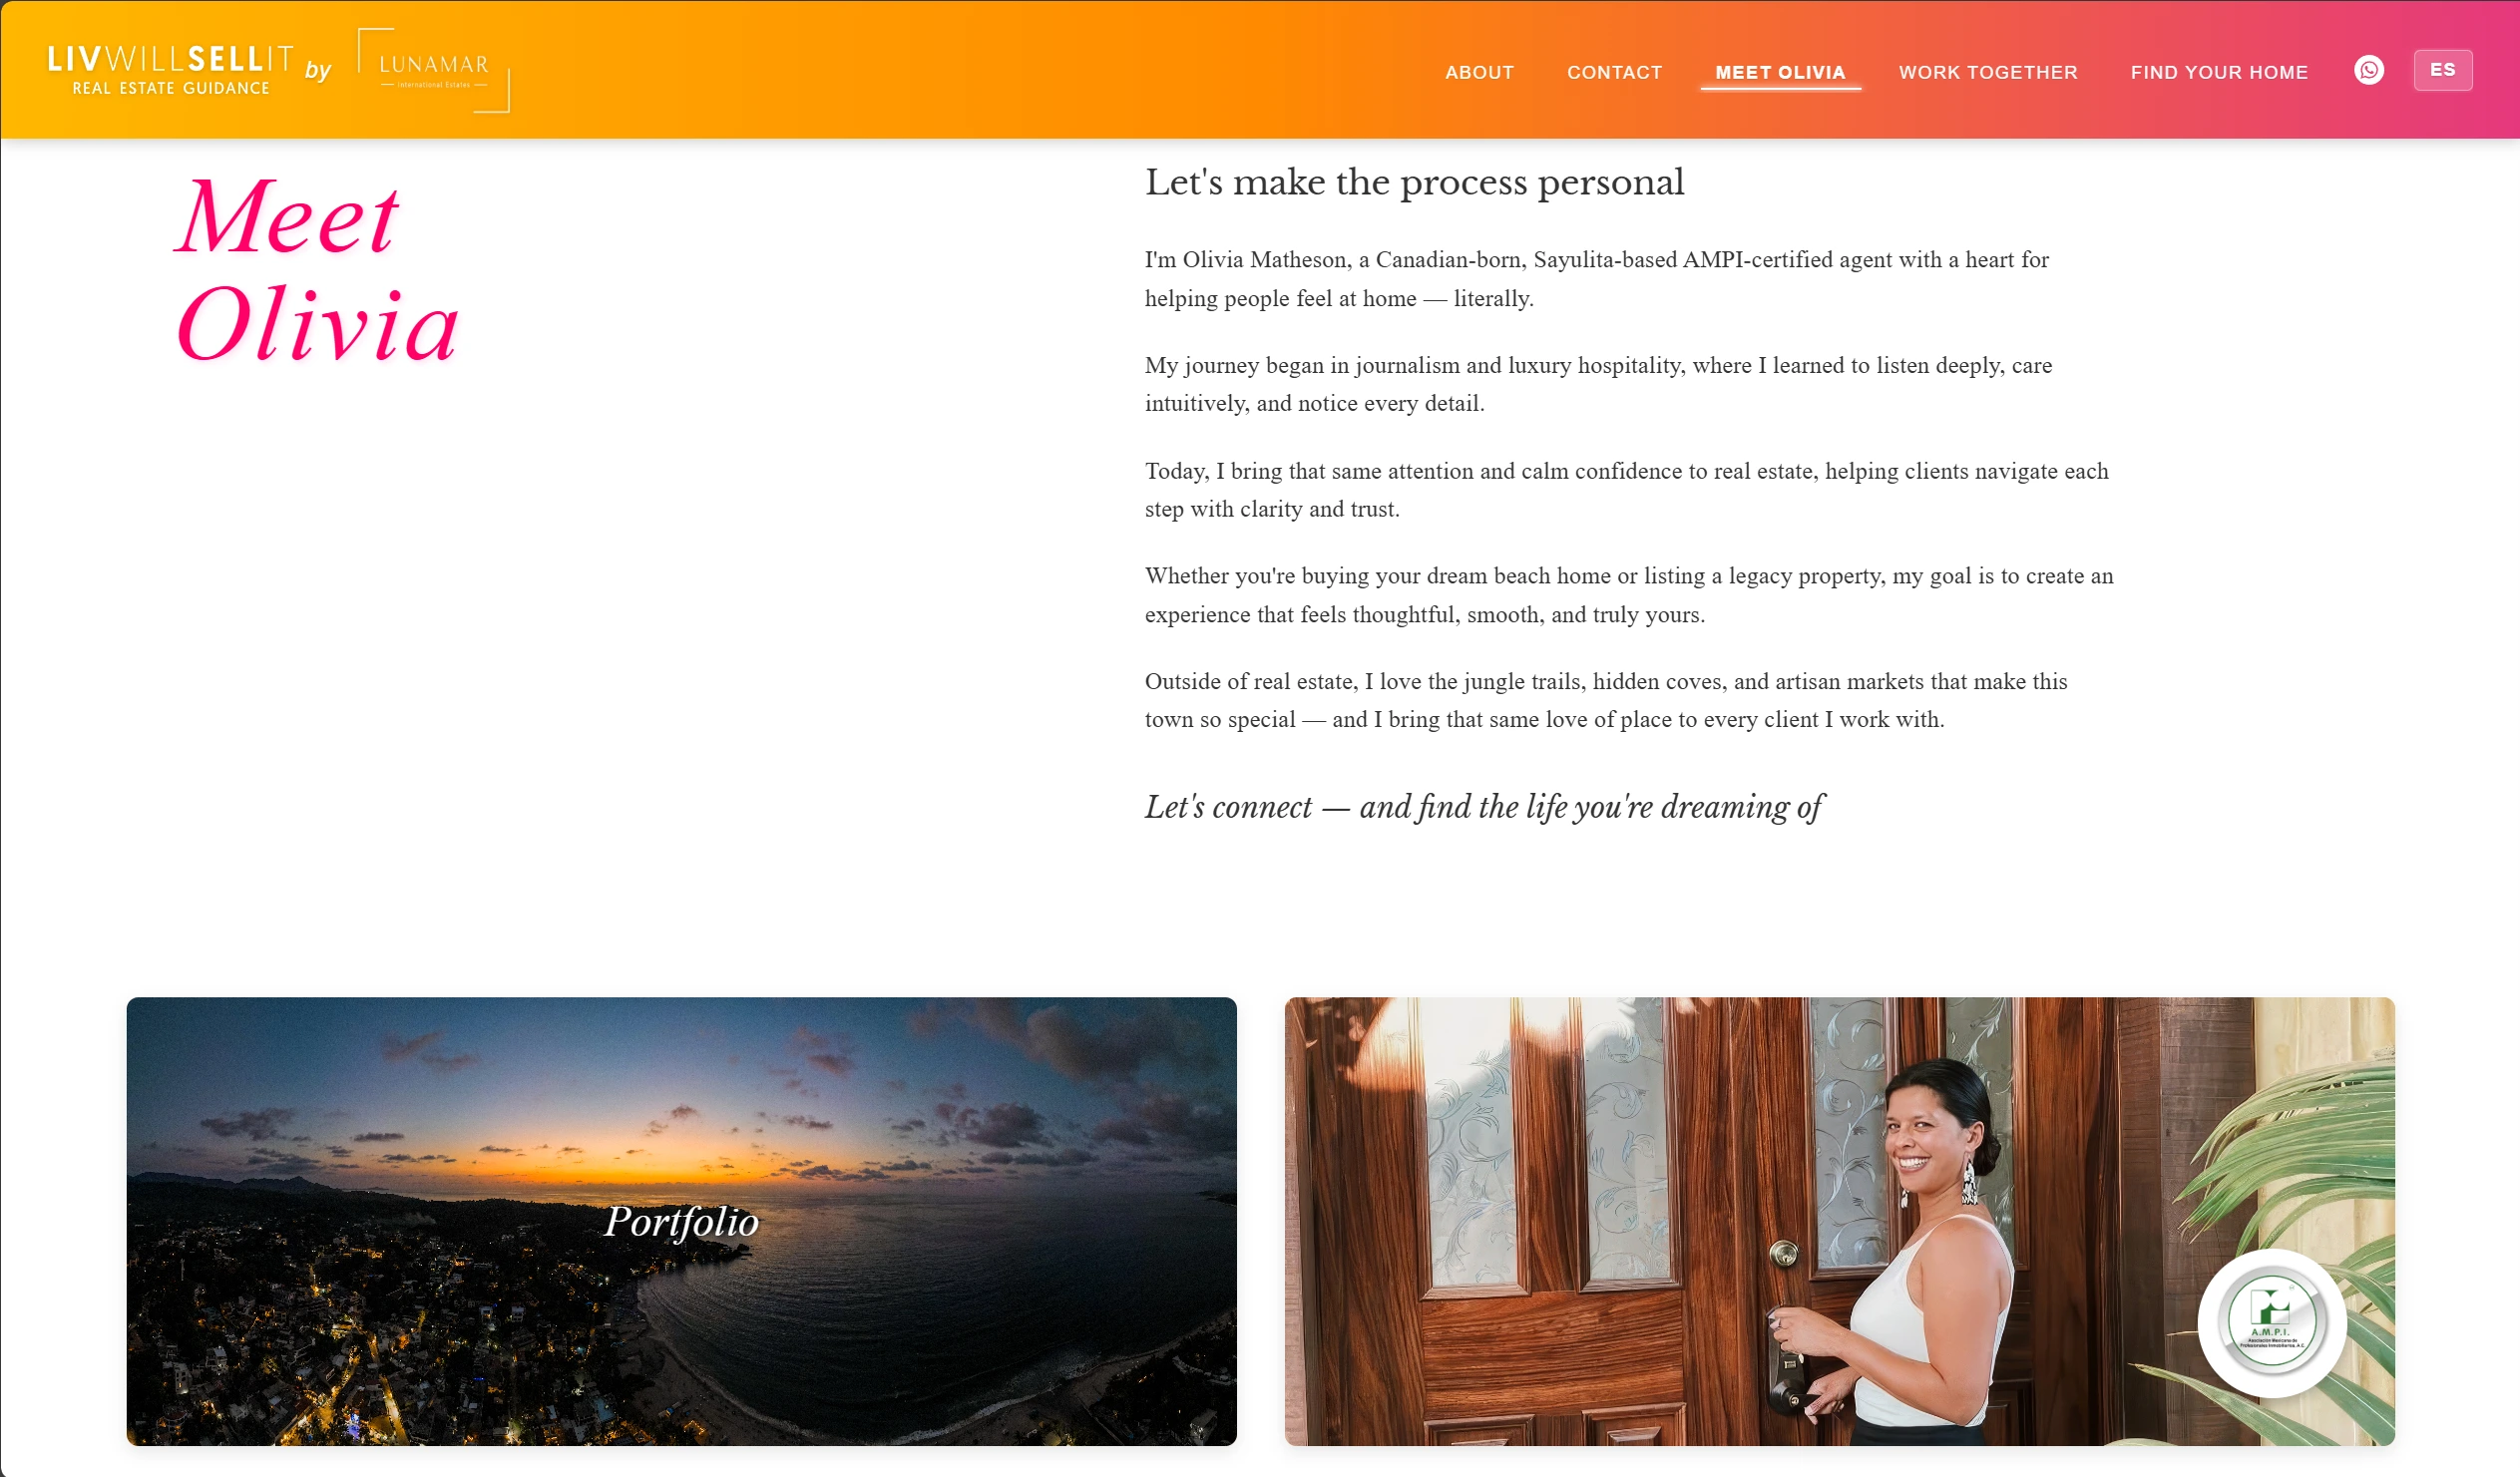 LIVWILLSELLIT
REAL ESTATE GUIDANCE
by
LUNAMAR
International Estates
ABOUT
CONTACT
MEET OLIVIA
WORK TOGETHER
FIND YOUR HOME
ES
Meet
Olivia
Let's make the process personal
I'm Olivia Matheson, a Canadian-born, Sayulita-based AMPI-certified agent with a heart for
helping people feel at home — literally.
My journey began in journalism and luxury hospitality, where I learned to listen deeply, care
intuitively, and notice every detail.
Today, I bring that same attention and calm confidence to real estate, helping clients navigate each
step with clarity and trust.
Whether you're buying your dream beach home or listing a legacy property, my goal is to create an
experience that feels thoughtful, smooth, and truly yours.
Outside of real estate, I love the jungle trails, hidden coves, and artisan markets that make this
town so special — and I bring that same love of place to every client I work with.
Let's connect — and find the life you're dreaming of
Portfolio
A.M.P.I.
Asociación Mexicana de
Profesionales Inmobiliarios, A.C.